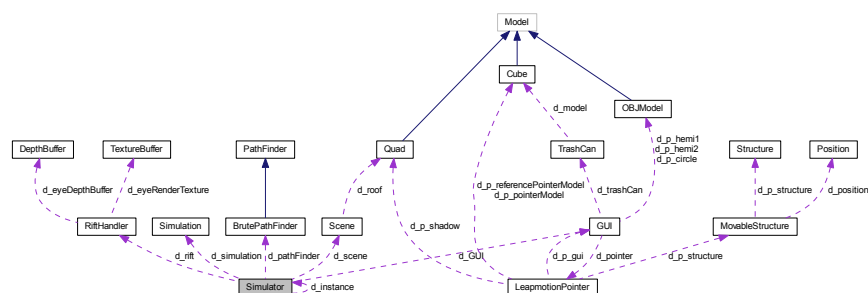 Model
Cube
OBJModel
d_model
d_p_hemi1
d_p_hemi2
d_p_circle
DepthBuffer
TextureBuffer
PathFinder
Quad
TrashCan
Structure
Position
d_eyeDepthBuffer
d_eyeRenderTexture
d_roof
d_p_referencePointerModel
d_p_pointerModel
d_trashCan
d_p_structure
d_position
RiftHandler
Simulation
BrutePathFinder
Scene
d_p_shadow
GUI
MovableStructure
d_rift
d_simulation
d_pathFinder
d_scene
d_GUI
d_p_gui
d_pointer
d_p_structure
Simulator
d_instance
LeapmotionPointer